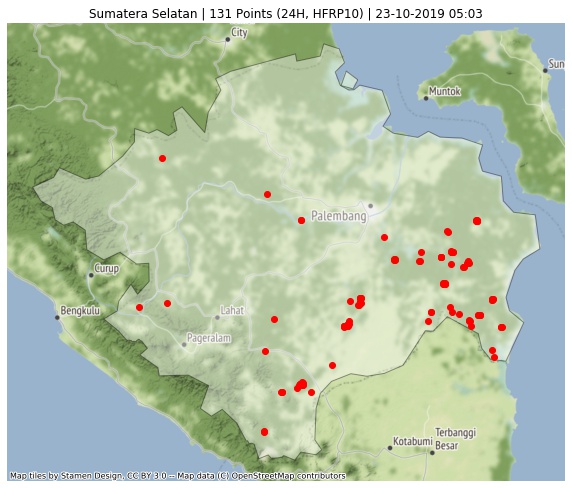 Sumatera Selatan | 131 Points (24H, HFRP10) | 23-10-2019 05:03
City
Sun
Muntok
Palembang
Curup
Bengkulu
Lahat
Pageralam
Kotabumi
Terbanggi
Besar
Map tiles by Stamen Design, CC BY 3.0 -- Map data (C) OpenStreetMap contributors